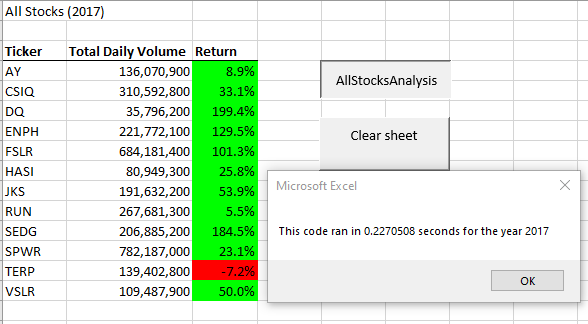 All Stocks (2017)
Ticker Total Daily Volume Return
AY 136,070,900 8.9%
CSIQ 310,592,800 33.1%
DQ 35,796,200 199.4%
ENPH 221,772,100 129.5%
FSLR 684,181,400 101.3%
HASI 80,949,300 25.8%
JKS 191,632,200 53.9%
RUN 267,681,300 5.5%
SEDG 206,885,200 184.5%
SPWR 782,187,000 23.1%
TERP 139,402,800 -7.2%
VSLR 109,487,900 50.0%
AllStocksAnalysis
Clear sheet
Microsoft Excel
This code ran in 0.2270508 seconds for the year 2017
OK